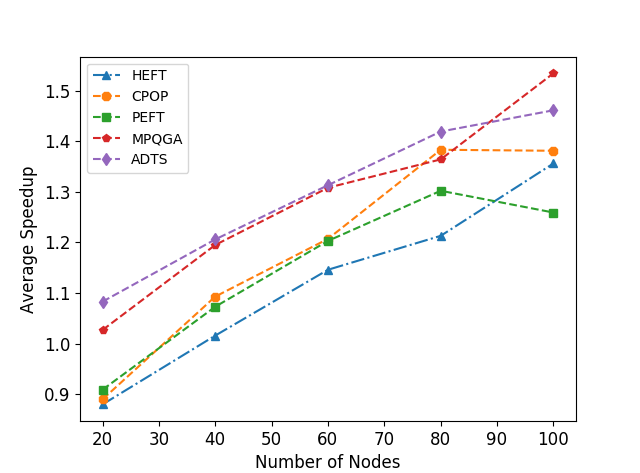 HEFT
CPOP
PEFT
MPQGA
ADTS
Average Speedup
1.5
1.4
1.3
1.2
1.1
1.0
0.9
20 30 40 50 60 70 80 90 100
Number of Nodes